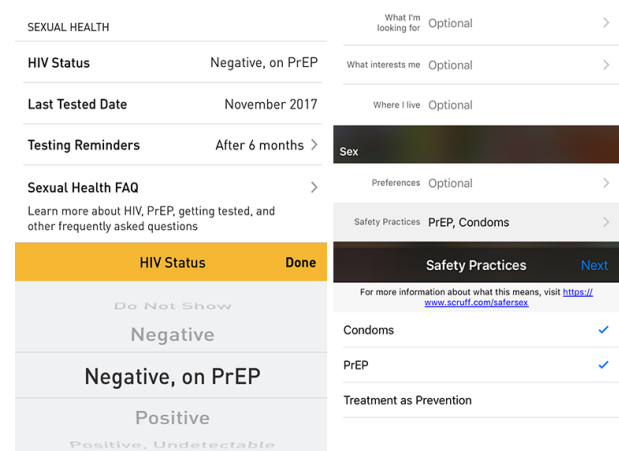 SEXUAL HEALTH
HIV Status Negative, on PrEP
Last Tested Date November 2017
Testing Reminders After 6 months
Sexual Health FAQ
Learn more about HIV, PrEP, getting tested, and
other frequently asked questions
HIV Status Done
Do Not Show
Negative
Negative, on PrEP
Positive
Positive, Undetectable
What I'm
looking for Optional
What interests me Optional
Where I live Optional
Sex
Preferences Optional
Safety Practices PrEP, Condoms
Safety Practices Next
For more information about what this means, visit https://
www.scruff.com/safersex
Condoms
PrEP
Treatment as Prevention